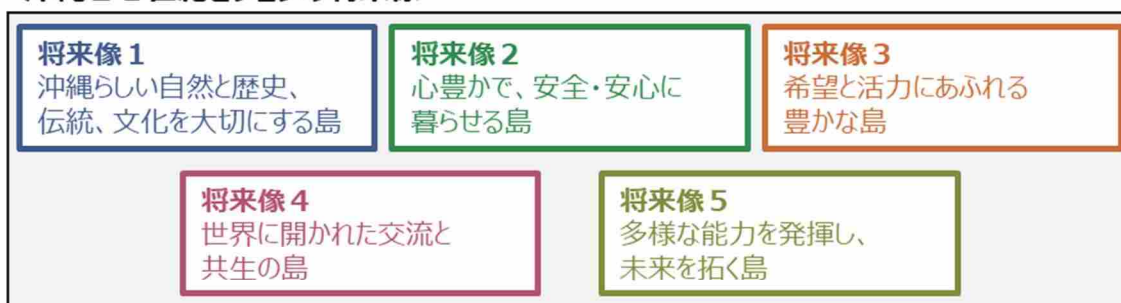 将来像１
沖縄らしい自然と歴史、
伝統、文化を大切にする島
将来像２
心豊かで、安全・安心に
暮らせる島
将来像３
希望と活力にあふれる
豊かな島
将来像４
世界に開かれた交流と
共生の島
将来像５
多様な能力を発揮し、
未来を拓く島